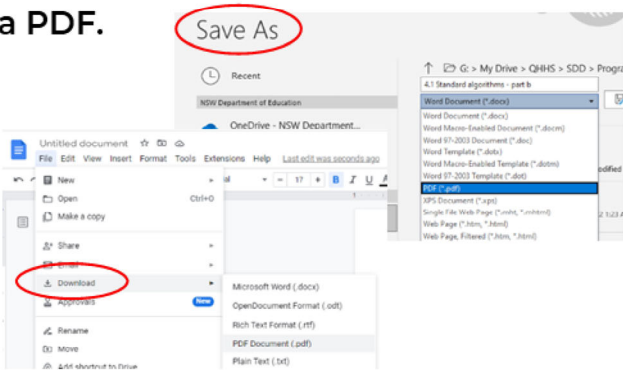 a PDF.
Save As
Recent
NSW Department of Education
OneDrive - NSW Department...
G: > My Drive > QHHS > SDD > Progra
4.1 Standard algorithms - part b
Word Document (*.docx)
Word Document (*.docx)
Word Macro-Enabled Document (*.docm)
Word 97-2003 Document (*.doc)
Word Template (*.dotx)
Word Macro-Enabled Template (*.dotm)
Word 97-2003 Template (*.dot)
PDF (*.pdf)
XPS Document (*.xps)
Single File Web Page (*.mht, *.mhtml)
Web Page (*.htm, *.html)
Web Page, Filtered (*.htm, *.html)
odified
2 1:23 A
Untitled document
File Edit View Insert Format Tools Extensions Help Last edit was seconds ago
17 B I U A
New
Open Ctrl+O
Make a copy
Share
Email
Download
Approvals New
Rename
Move
Add shortcut to Drive
Microsoft Word (.docx)
OpenDocument Format (.odt)
Rich Text Format (.rtf)
PDF Document (.pdf)
Plain Text (.txt)